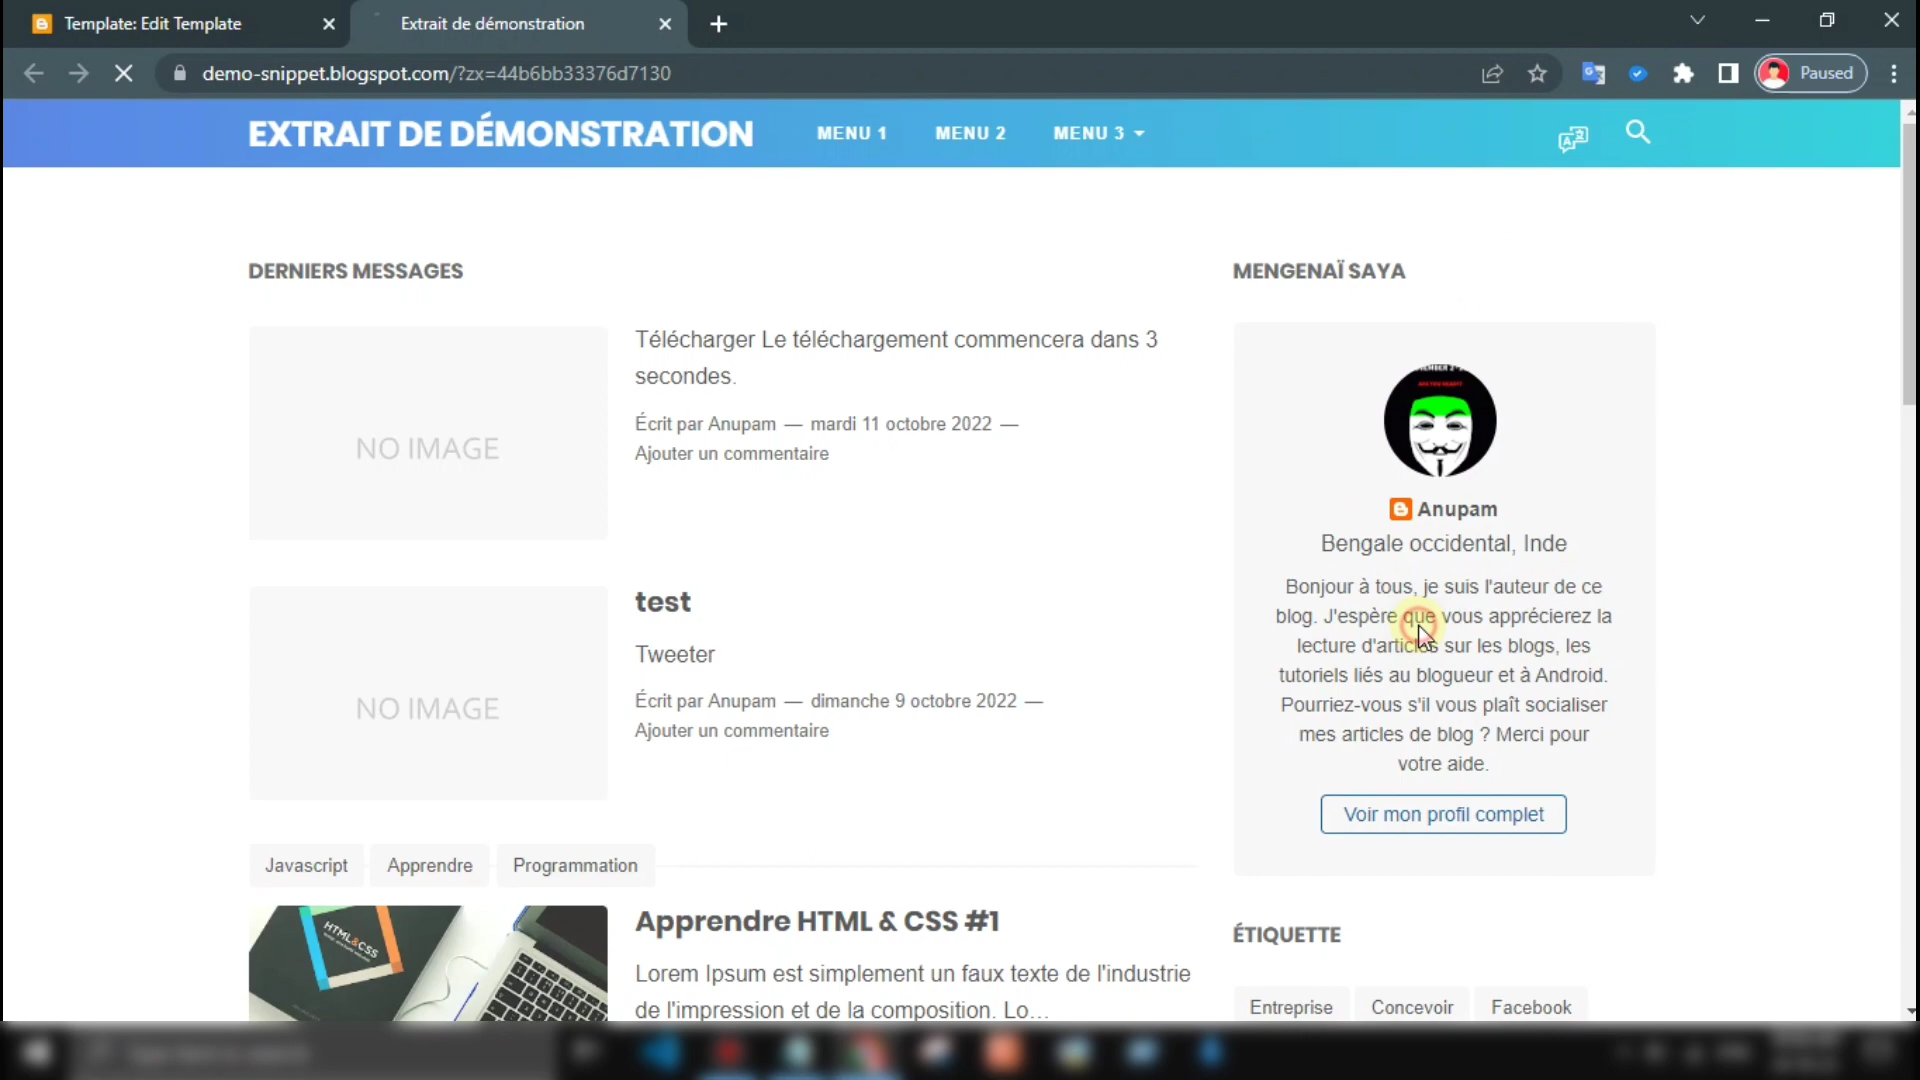 Template: Edit Template
Extrait de démonstration
demo-snippet.blogspot.com/?zx=44b6bb33376d7130
Paused
EXTRAIT DE DÉMONSTRATION
MENU 1
MENU 2
MENU 3
DERNIERS MESSAGES
NO IMAGE
Télécharger Le téléchargement commencera dans 3
secondes.
Écrit par Anupam — mardi 11 octobre 2022 —
Ajouter un commentaire
NO IMAGE
test
Tweeter
Écrit par Anupam — dimanche 9 octobre 2022 —
Ajouter un commentaire
Javascript
Apprendre
Programmation
HTML&CSS
Apprendre HTML & CSS #1
Lorem Ipsum est simplement un faux texte de l'industrie
de l'impression et de la composition. Lo...
MENGENAÏ SAYA
Anupam
Bengale occidental, Inde
Bonjour à tous, je suis l'auteur de ce
blog. J'espère que vous apprécierez la
lecture d'articles sur les blogs, les
tutoriels liés au blogueur et à Android.
Pourriez-vous s'il vous plaît socialiser
mes articles de blog ? Merci pour
votre aide.
Voir mon profil complet
ÉTIQUETTE
Entreprise
Concevoir
Facebook